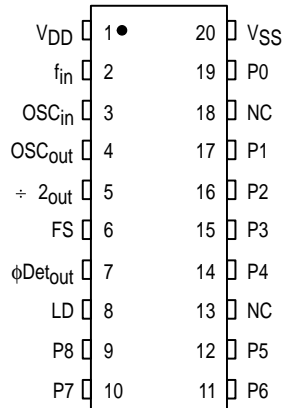 VDD 1 20 VSS
fin 2 19 P0
OSCin 3 18 NC
OSCout 4 17 P1
÷ 2out 5 16 P2
FS 6 15 P3
ϕDetout 7 14 P4
LD 8 13 NC
P8 9 12 P5
P7 10 11 P6